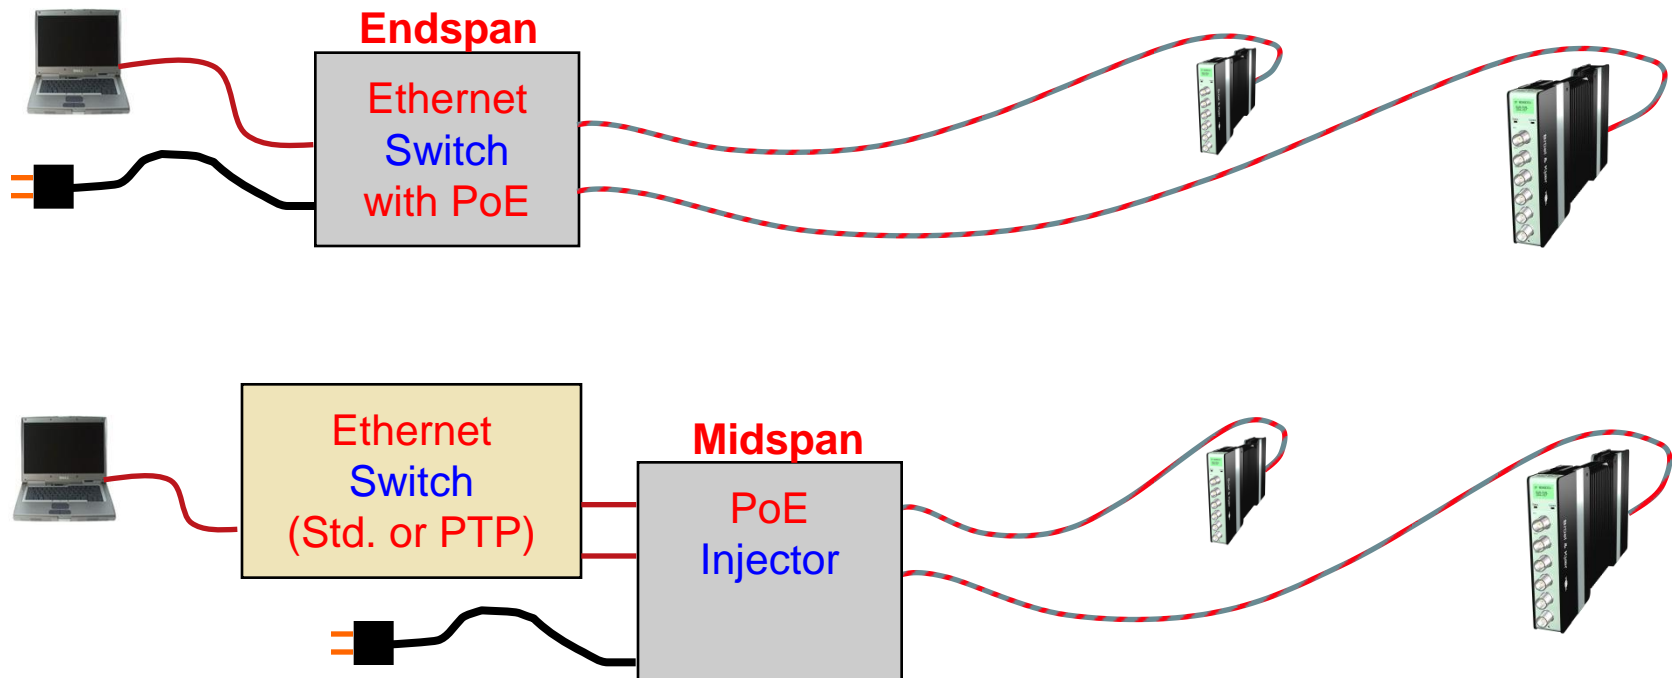 Endspan
Ethernet
Switch
with PoE
Ethernet
Switch
(Std. or PTP)
Midspan
PoE
Injector